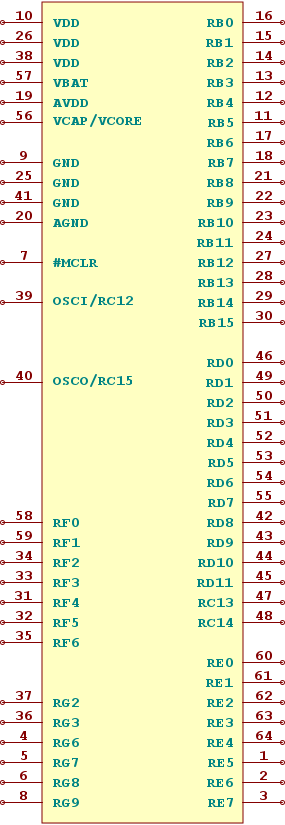 10 VDD RB0 16
26 VDD RB1 15
38 VDD RB2 14
57 VBAT RB3 13
19 AVDD RB4 12
56 VCAP/VCORE RB5 11
RB6 17
9 GND RB7 18
25 GND RB8 21
41 GND RB9 22
20 AGND RB10 23
RB11 24
7 #MCLR RB12 27
RB13 28
39 OSCI/RC12 RB14 29
RB15 30
RD0 46
40 OSCO/RC15 RD1 49
RD2 50
RD3 51
RD4 52
RD5 53
RD6 54
RD7 55
58 RF0 RD8 42
59 RF1 RD9 43
34 RF2 RD10 44
33 RF3 RD11 45
31 RF4 RC13 47
32 RF5 RC14 48
35 RF6
RE0 60
RE1 61
37 RG2 RE2 62
36 RG3 RE3 63
4 RG6 RE4 64
5 RG7 RE5 1
6 RG8 RE6 2
8 RG9 RE7 3